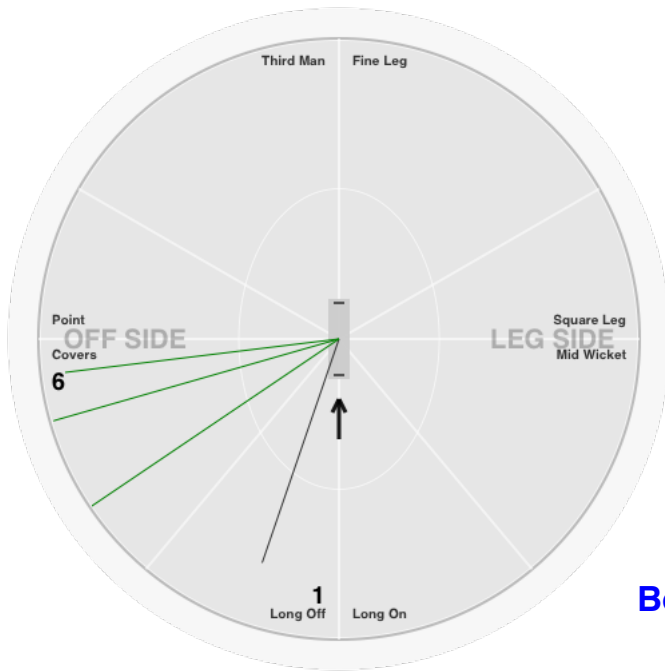 Third Man Fine Leg
Point
OFF SIDE
Covers
6
Square Leg
LEG SIDE
Mid Wicket
1
Long Off Long On